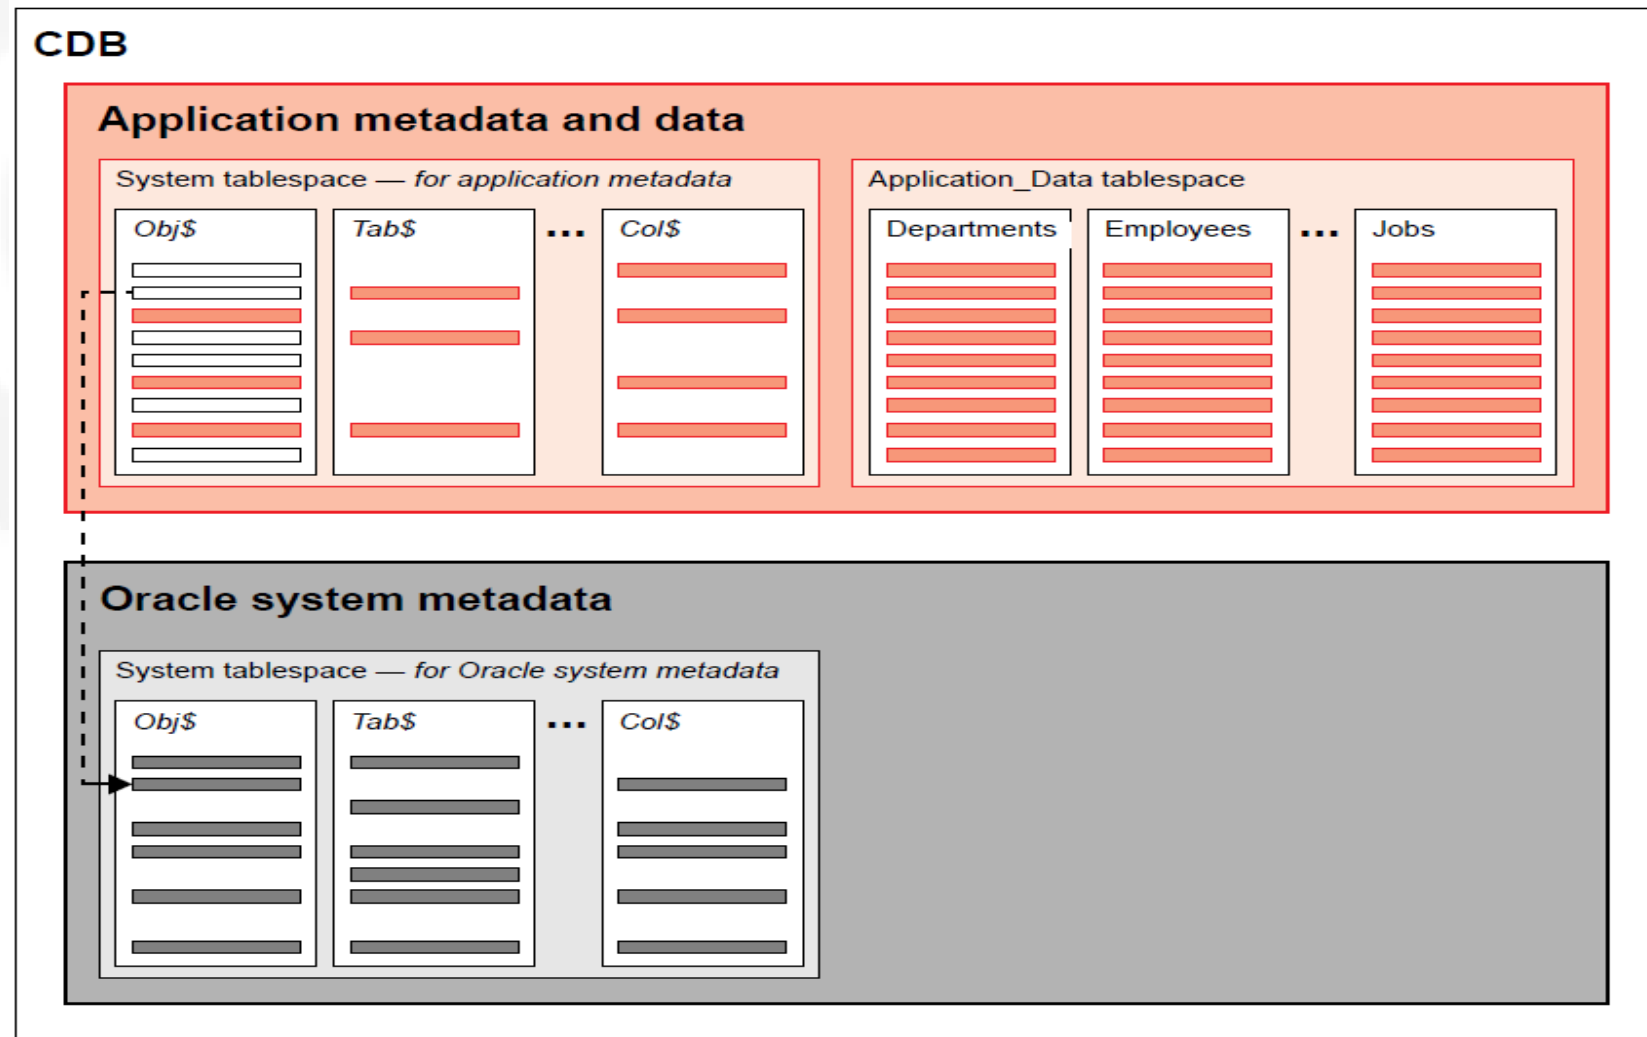 CDB
Application metadata and data
System tablespace — for application metadata
Obj$
Tab$
...
Col$
Application_Data tablespace
Departments
Employees
...
Jobs
Oracle system metadata
System tablespace — for Oracle system metadata
Obj$
Tab$
...
Col$